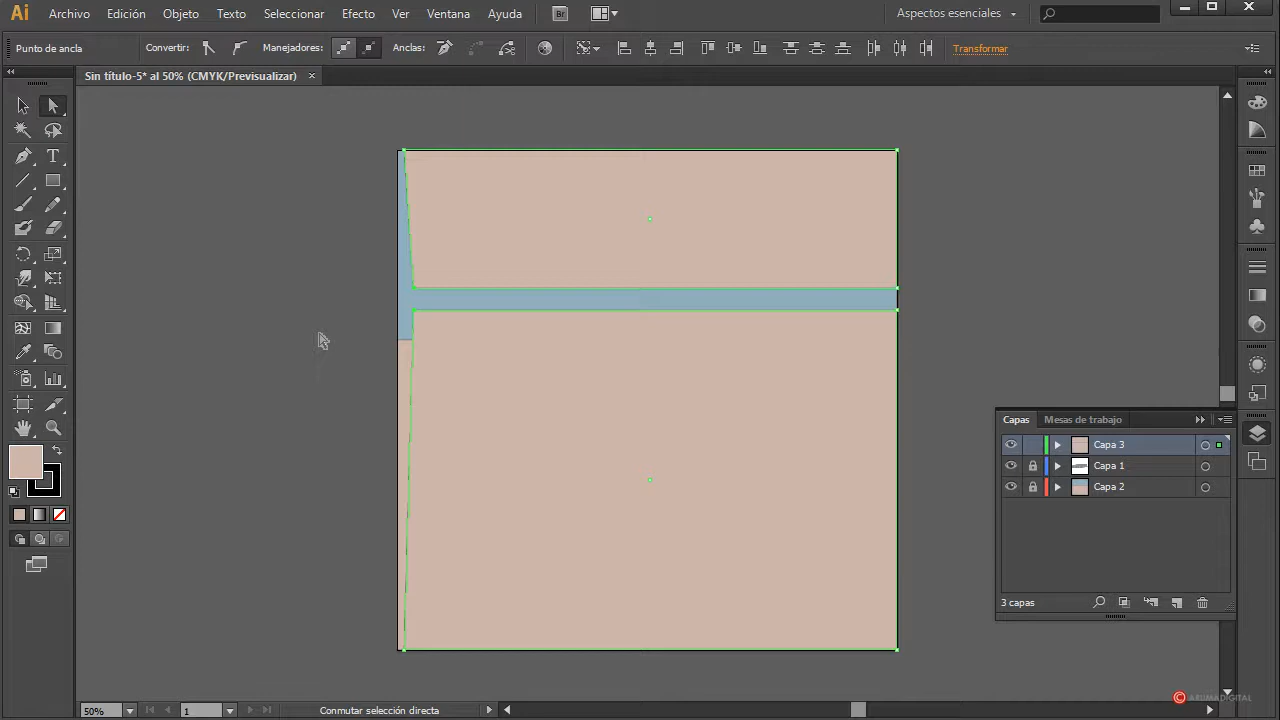 Ai Archivo Edición Objeto Texto Seleccionar Efecto Ver Ventana Ayuda Br Aspectos esenciales
Punto de ancla Convertir: Manejadores: Anclas: Transformar
Sin título-5* al 50% (CMYK/Previsualizar)
T
Capas Mesas de trabajo
Capa 3
Capa 1
Capa 2
3 capas
© ARUMADIGITAL
50% 1 Conmutar selección directa